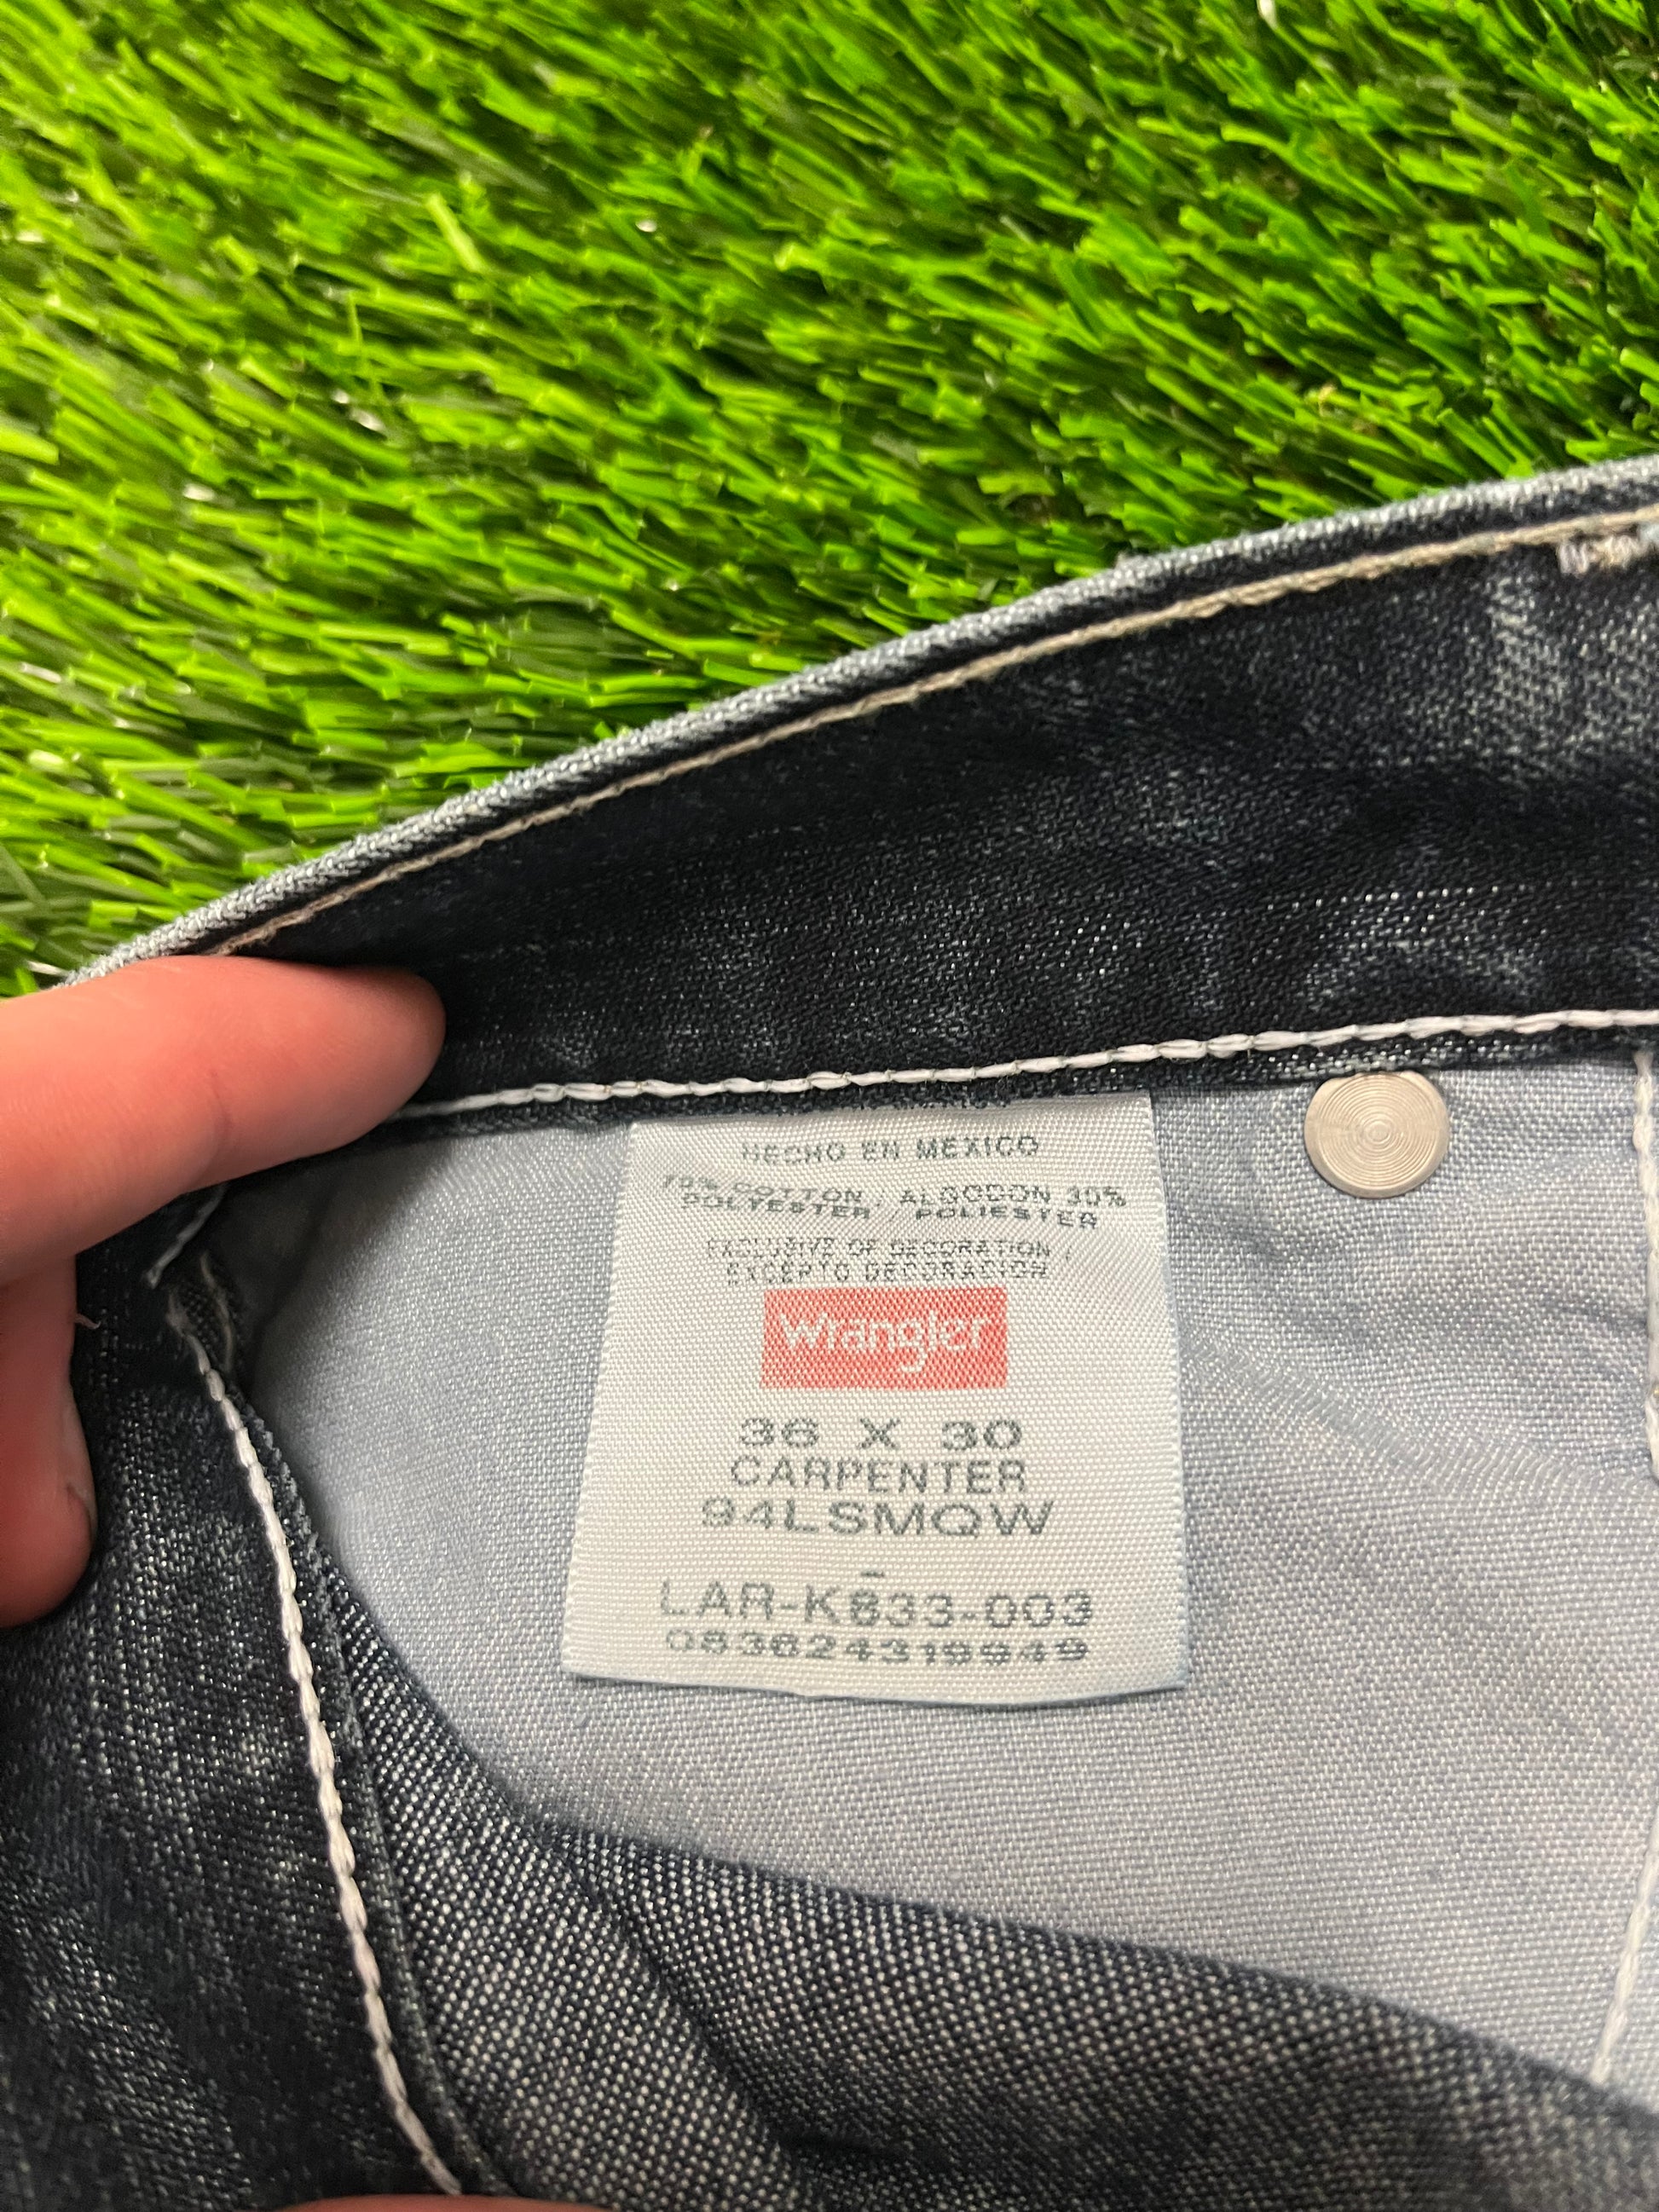 HECHO EN MEXICO
70% COTTON / ALGODON 30%
POLYESTER / POLIESTER
EXCLUSIVE OF DECORATION /
EXCEPTO DECORACION
Wrangler
36 X 30
CARPENTER
94LSMQW
-
LAR-K633-003
083624319949